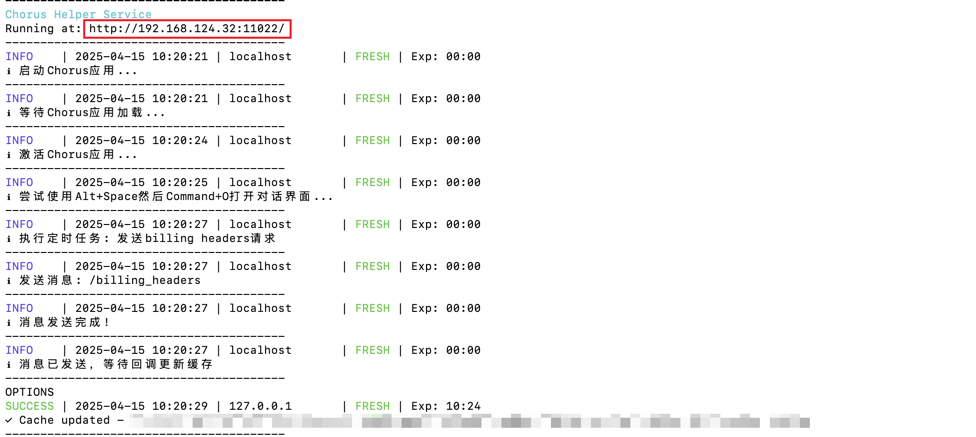 ----------------------------------------
Chorus Helper Service
Running at: http://192.168.124.32:11022/
----------------------------------------
INFO    | 2025-04-15 10:20:21 | localhost       | FRESH | Exp: 00:00
ℹ 启动Chorus应用...
----------------------------------------
INFO    | 2025-04-15 10:20:21 | localhost       | FRESH | Exp: 00:00
ℹ 等待Chorus应用加载...
----------------------------------------
INFO    | 2025-04-15 10:20:24 | localhost       | FRESH | Exp: 00:00
ℹ 激活Chorus应用...
----------------------------------------
INFO    | 2025-04-15 10:20:25 | localhost       | FRESH | Exp: 00:00
ℹ 尝试使用Alt+Space然后Command+O打开对话界面...
----------------------------------------
INFO    | 2025-04-15 10:20:27 | localhost       | FRESH | Exp: 00:00
ℹ 执行定时任务: 发送billing headers请求
----------------------------------------
INFO    | 2025-04-15 10:20:27 | localhost       | FRESH | Exp: 00:00
ℹ 发送消息: /billing_headers
----------------------------------------
INFO    | 2025-04-15 10:20:27 | localhost       | FRESH | Exp: 00:00
ℹ 消息发送完成!
----------------------------------------
INFO    | 2025-04-15 10:20:27 | localhost       | FRESH | Exp: 00:00
ℹ 消息已发送, 等待回调更新缓存
----------------------------------------
OPTIONS
SUCCESS | 2025-04-15 10:20:29 | 127.0.0.1       | FRESH | Exp: 10:24
✓ Cache updated -
----------------------------------------